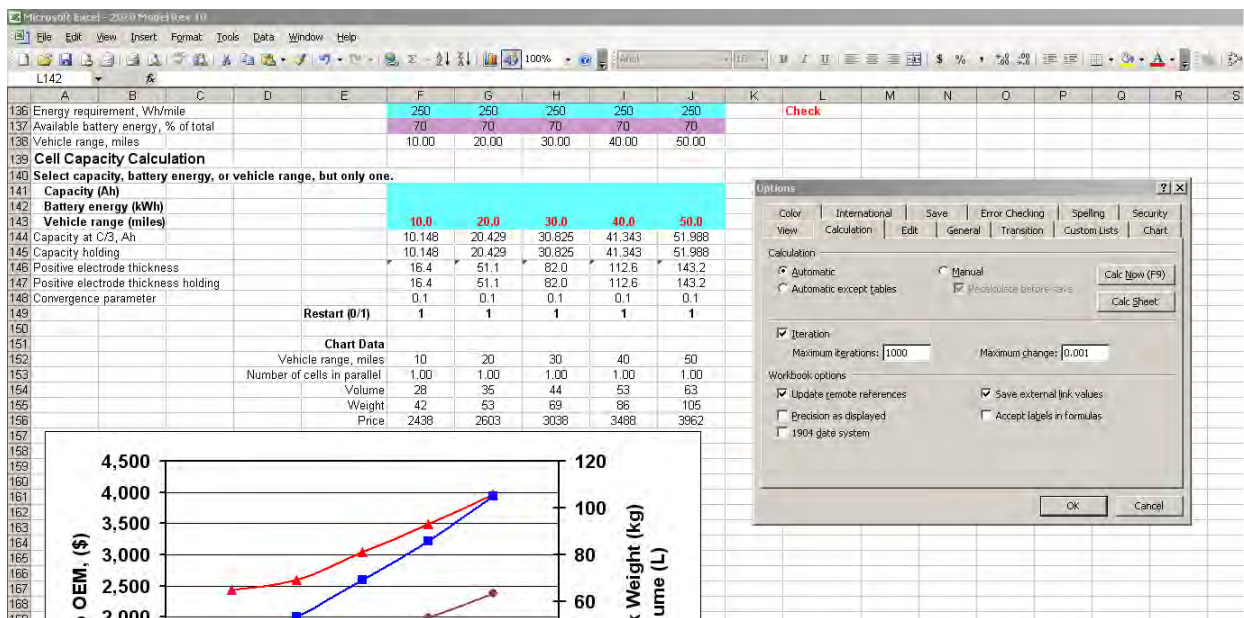 Microsoft Excel - 2020 Model Rev 10
File Edit View Insert Format Tools Data Window Help
100% Arial 10 B I U $ %
L142 fx
A B C D E F G H I J K L M N O P Q R S
136 Energy requirement, Wh/mile 250 250 250 250 250 Check
137 Available battery energy, % of total 70 70 70 70 70
138 Vehicle range, miles 10.00 20.00 30.00 40.00 50.00
139 Cell Capacity Calculation
140 Select capacity, battery energy, or vehicle range, but only one.
141 Capacity (Ah)
142 Battery energy (kWh)
143 Vehicle range (miles) 10.0 20.0 30.0 40.0 50.0
144 Capacity at C/3, Ah 10.148 20.429 30.825 41.343 51.988
145 Capacity holding 10.148 20.429 30.825 41.343 51.988
146 Positive electrode thickness 16.4 51.1 82.0 112.6 143.2
147 Positive electrode thickness holding 16.4 51.1 82.0 112.6 143.2
148 Convergence parameter 0.1 0.1 0.1 0.1 0.1
149 Restart (0/1) 1 1 1 1 1
150
151 Chart Data
152 Vehicle range, miles 10 20 30 40 50
153 Number of cells in parallel 1.00 1.00 1.00 1.00 1.00
154 Volume 28 35 44 53 63
155 Weight 42 53 69 86 105
156 Price 2438 2603 3038 3488 3962
157
158
159
160
161
162
163
164
165
166
167
168
4,500
4,000
3,500
3,000
2,500
2,000
OEM, ($)
120
100
80
60
Weight (kg)
Options
Color International Save Error Checking Spelling Security
View Calculation Edit General Transition Custom Lists Chart
Calculation
Automatic Manual Calc Now (F9)
Automatic except tables Recalculate before save
Calc Sheet
Iteration
Maximum iterations: 1000 Maximum change: 0.001
Workbook options
Update remote references Save external link values
Precision as displayed Accept labels in formulas
1904 date system
OK Cancel